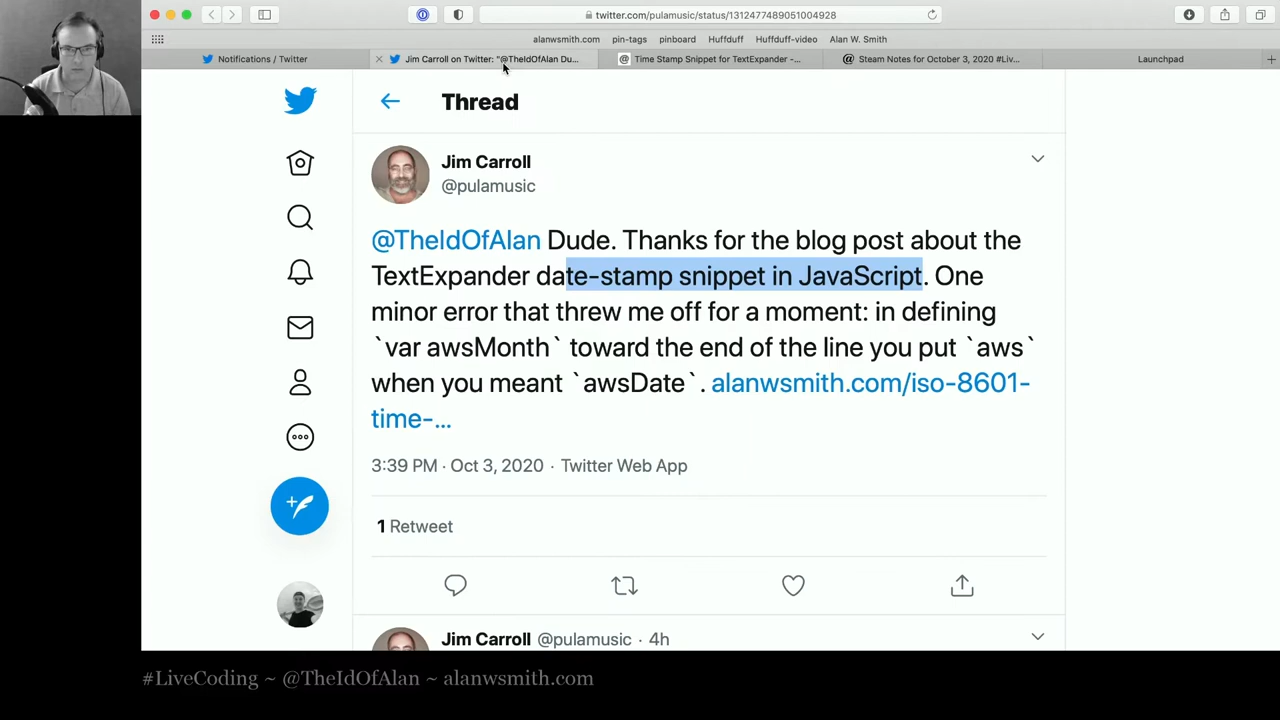 twitter.com/pulamusic/status/1312477489051004928
alanwsmith.com pin-tags pinboard Huffduff Huffduff-video Alan W. Smith
Notifications / Twitter
Jim Carroll on Twitter: "@TheIdOfAlan Du...
Time Stamp Snippet for TextExpander -...
Steam Notes for October 3, 2020 #Liv...
Launchpad
Thread
Jim Carroll
@pulamusic
@TheIdOfAlan Dude. Thanks for the blog post about the
TextExpander date-stamp snippet in JavaScript. One
minor error that threw me off for a moment: in defining
`var awsMonth` toward the end of the line you put `aws`
when you meant `awsDate`. alanwsmith.com/iso-8601-
time-...
3:39 PM · Oct 3, 2020 · Twitter Web App
1 Retweet
Jim Carroll @pulamusic · 4h
#LiveCoding ~ @TheIdOfAlan ~ alanwsmith.com